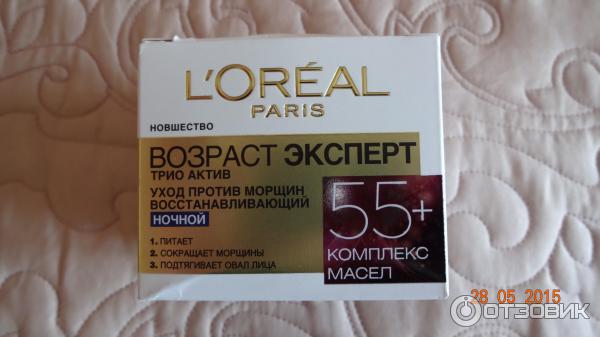 L'ORÉAL
PARIS
НОВШЕСТВО
ВОЗРАСТ ЭКСПЕРТ
ТРИО АКТИВ
УХОД ПРОТИВ МОРЩИН
ВОССТАНАВЛИВАЮЩИЙ
НОЧНОЙ
1. ПИТАЕТ
2. СОКРАЩАЕТ МОРЩИНЫ
3. ПОДТЯГИВАЕТ ОВАЛ ЛИЦА
55+
КОМПЛЕКС
МАСЕЛ
28 05 2015
ОТЗОВИК